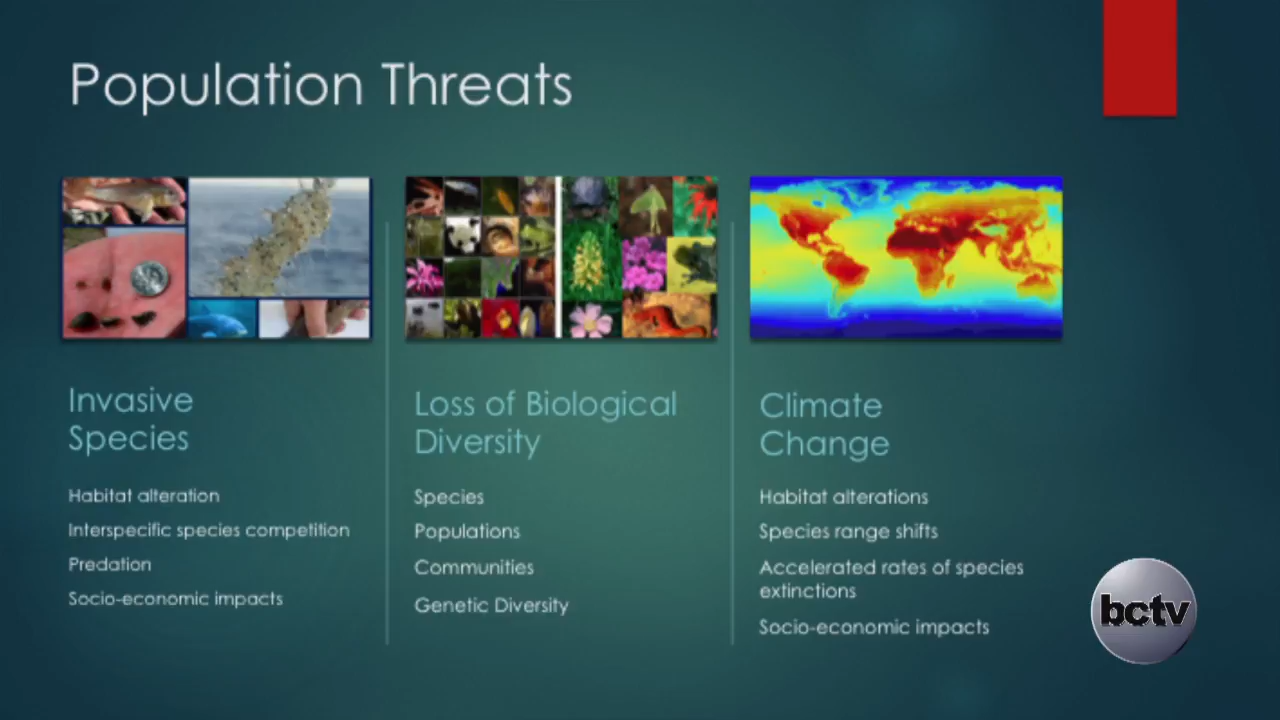 Population Threats
Invasive
Species
Habitat alteration
Interspecific species competition
Predation
Socio-economic impacts
Loss of Biological
Diversity
Species
Populations
Communities
Genetic Diversity
Climate
Change
Habitat alterations
Species range shifts
Accelerated rates of species
extinctions
Socio-economic impacts
bctv